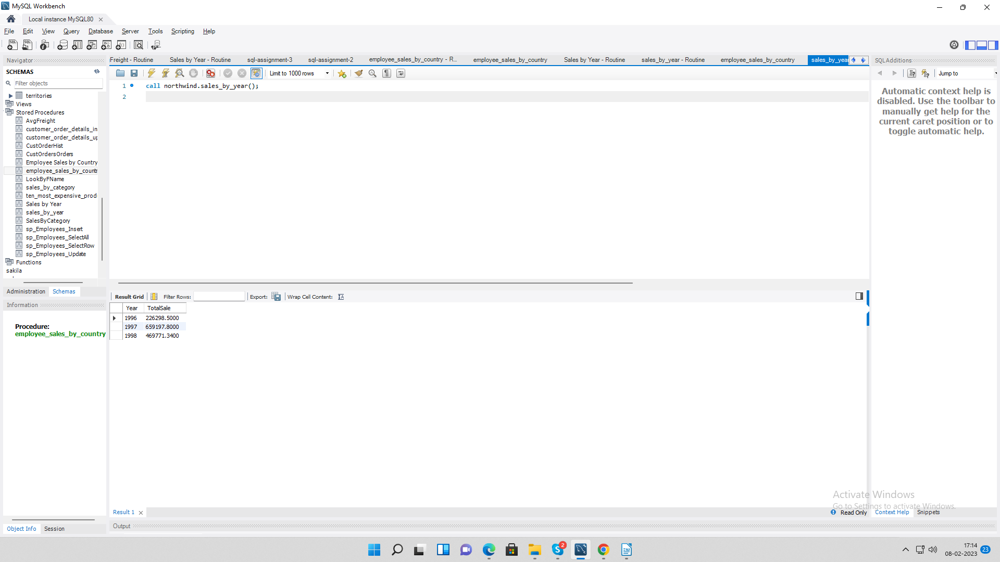 MySQL Workbench
Local instance MySQL80
File Edit View Query Database Server Tools Scripting Help
Navigator
SCHEMAS
Filter objects
territories
Views
Stored Procedures
AvgFreight
customer_order_details_in
customer_order_details_up
CustOrderHist
CustOrdersOrders
Employee Sales by Country
employee_sales_by_countr
LookByFName
sales_by_category
ten_most_expensive_prod
Sales by Year
sales_by_year
SalesByCategory
sp_Employees_Insert
sp_Employees_SelectAll
sp_Employees_SelectRow
sp_Employees_Update
Functions
sakila
Administration Schemas
Information
Procedure:
employee_sales_by_country
Object Info Session
Freight - Routine Sales by Year - Routine sql-assignment-3 sql-assignment-2 employee_sales_by_country - R... employee_sales_by_country Sales by Year - Routine sales_by_year - Routine employee_sales_by_country sales_by_year
Limit to 1000 rows
1 call northwind.sales_by_year();
2
Result Grid Filter Rows: Export: Wrap Cell Content:
Year TotalSale
1996 226298.5000
1997 659197.8000
1998 469771.3400
Result 1
Read Only
Output
SQLAdditions
Jump to
Automatic context help is
disabled. Use the toolbar to
manually get help for the
current caret position or to
toggle automatic help.
Activate Windows
Go to Settings to activate Windows.
Context Help Snippets
2
17:14
08-02-2023
23